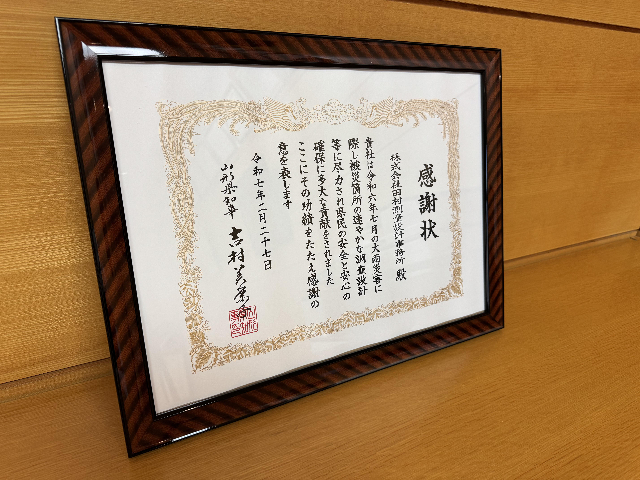 感謝状
株式会社田村測量設計事務所 殿
貴社は令和六年七月の大雨災害に
際し被災箇所の速やかな調査設計
等に尽力され県民の安全と安心の
確保に多大な貢献をされました
ここにその功績をたたえ感謝の
意を表します
令和七年二月二十七日
山形県知事 吉村美栄子